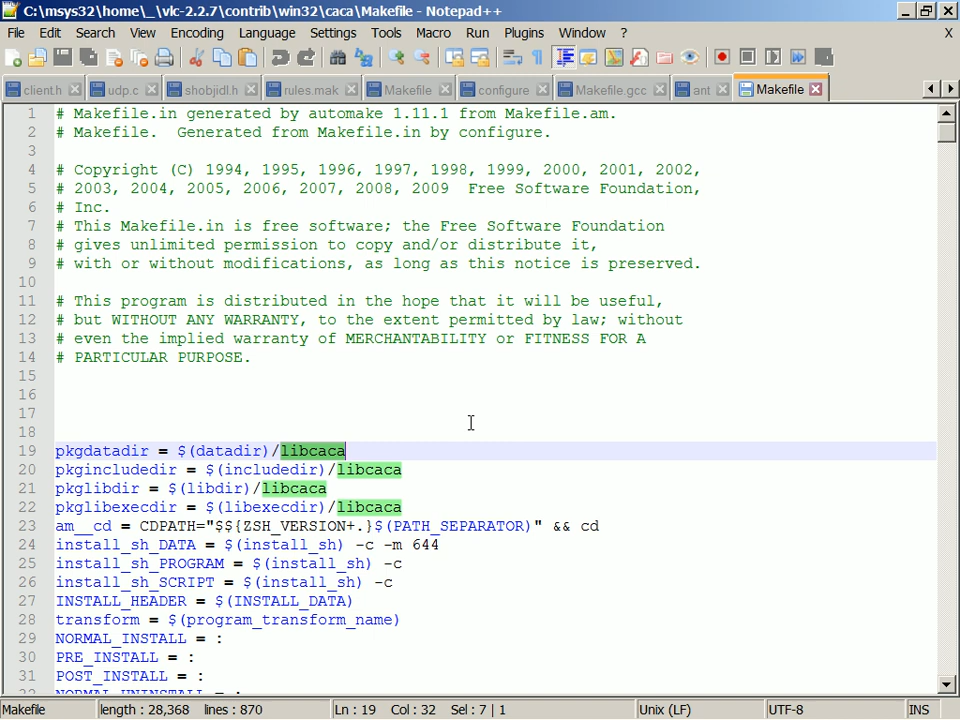 C:\msys32\home\_\vlc-2.2.7\contrib\win32\caca\Makefile - Notepad++
File Edit Search View Encoding Language Settings Tools Macro Run Plugins Window ? X
client.h udp.c shobjidl.h rules.mak Makefile configure Makefile.gcc ant Makefile
1 # Makefile.in generated by automake 1.11.1 from Makefile.am.
2 # Makefile.  Generated from Makefile.in by configure.
3
4 # Copyright (C) 1994, 1995, 1996, 1997, 1998, 1999, 2000, 2001, 2002,
5 # 2003, 2004, 2005, 2006, 2007, 2008, 2009  Free Software Foundation,
6 # Inc.
7 # This Makefile.in is free software; the Free Software Foundation
8 # gives unlimited permission to copy and/or distribute it,
9 # with or without modifications, as long as this notice is preserved.
10
11 # This program is distributed in the hope that it will be useful,
12 # but WITHOUT ANY WARRANTY, to the extent permitted by law; without
13 # even the implied warranty of MERCHANTABILITY or FITNESS FOR A
14 # PARTICULAR PURPOSE.
15
16
17
18
19 pkgdatadir = $(datadir)/libcaca
20 pkgincludedir = $(includedir)/libcaca
21 pkglibdir = $(libdir)/libcaca
22 pkglibexecdir = $(libexecdir)/libcaca
23 am__cd = CDPATH="$${ZSH_VERSION+.}$(PATH_SEPARATOR)" && cd
24 install_sh_DATA = $(install_sh) -c -m 644
25 install_sh_PROGRAM = $(install_sh) -c
26 install_sh_SCRIPT = $(install_sh) -c
27 INSTALL_HEADER = $(INSTALL_DATA)
28 transform = $(program_transform_name)
29 NORMAL_INSTALL = :
30 PRE_INSTALL = :
31 POST_INSTALL = :
32 NORMAL_UNINSTALL = :
Makefile length : 28,368 lines : 870 Ln : 19 Col : 32 Sel : 7 | 1 Unix (LF) UTF-8 INS